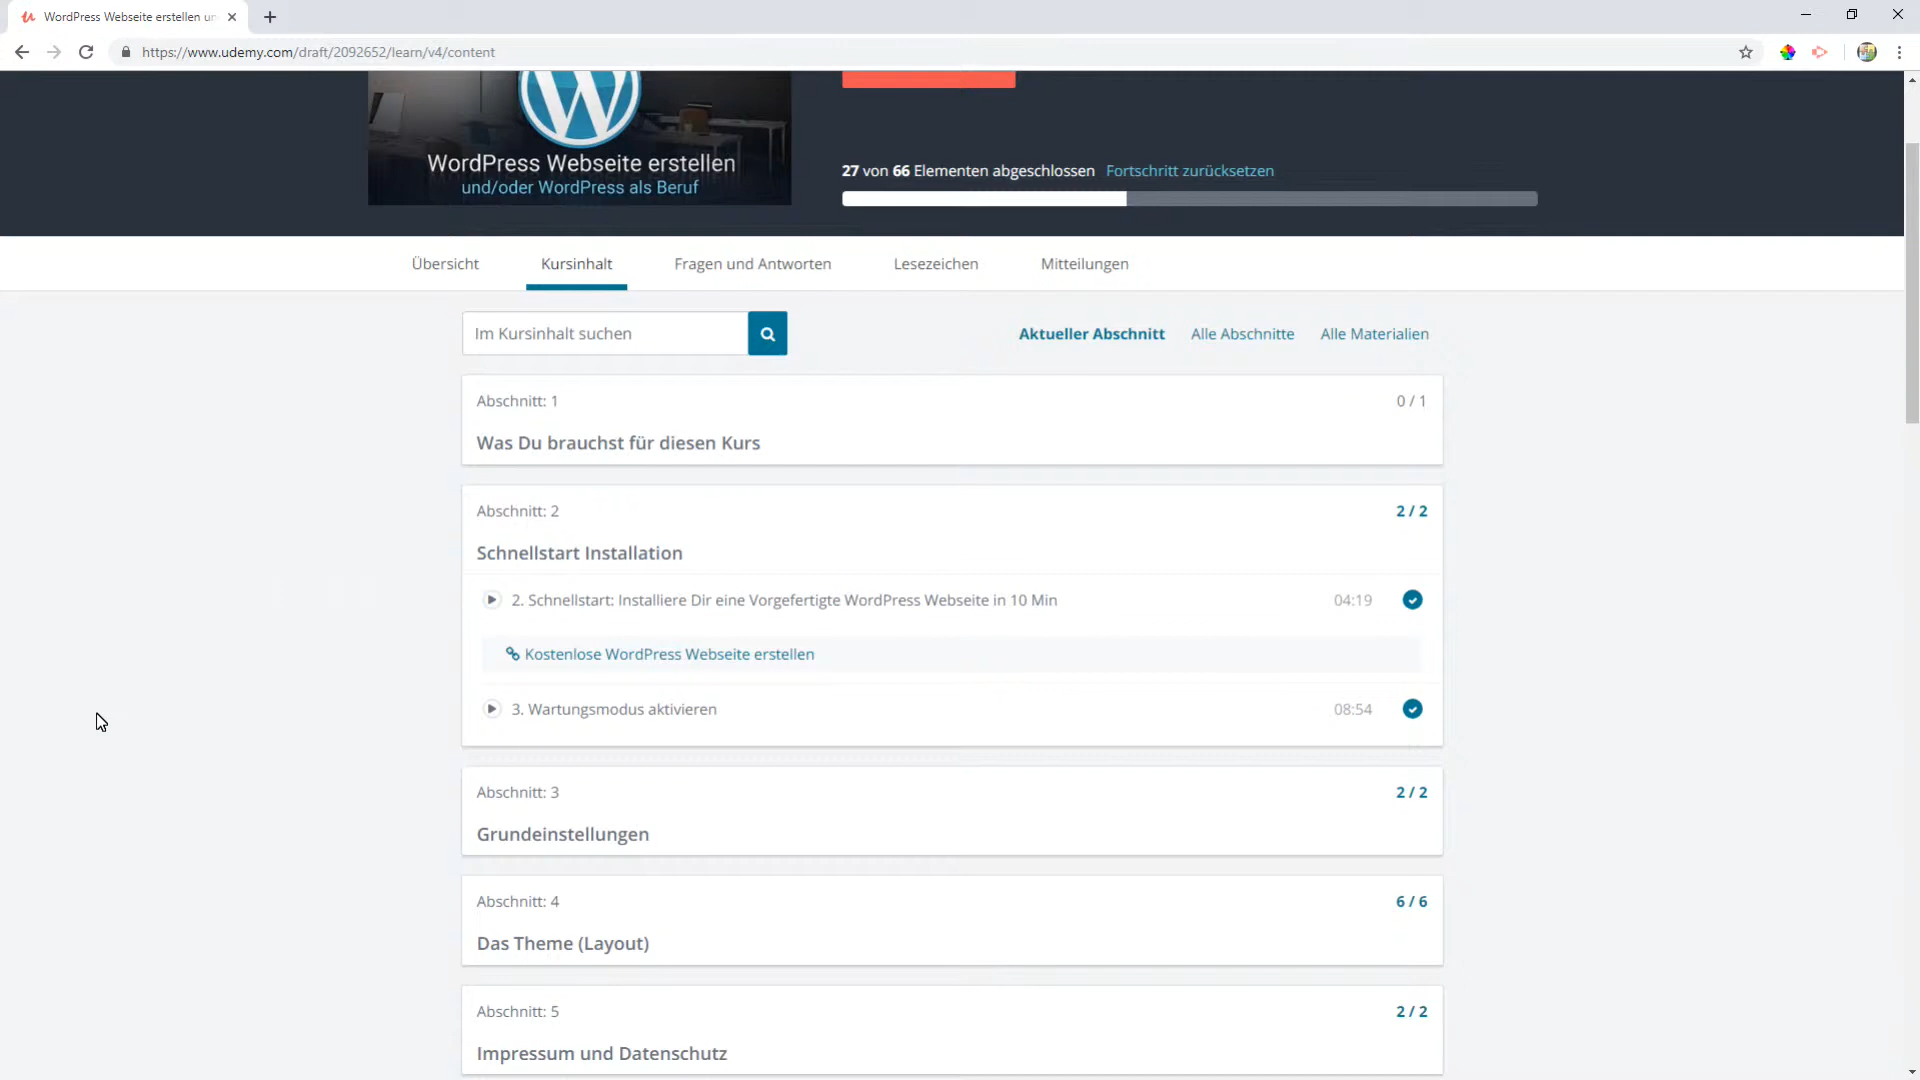 WordPress Webseite erstellen un
https://www.udemy.com/draft/2092652/learn/v4/content
WordPress Webseite erstellen
und/oder WordPress als Beruf
27 von 66 Elementen abgeschlossen Fortschritt zurücksetzen
Übersicht Kursinhalt Fragen und Antworten Lesezeichen Mitteilungen
Im Kursinhalt suchen Aktueller Abschnitt Alle Abschnitte Alle Materialien
Abschnitt: 1 0 / 1
Was Du brauchst für diesen Kurs
Abschnitt: 2 2 / 2
Schnellstart Installation
2. Schnellstart: Installiere Dir eine Vorgefertigte WordPress Webseite in 10 Min 04:19
Kostenlose WordPress Webseite erstellen
3. Wartungsmodus aktivieren 08:54
Abschnitt: 3 2 / 2
Grundeinstellungen
Abschnitt: 4 6 / 6
Das Theme (Layout)
Abschnitt: 5 2 / 2
Impressum und Datenschutz